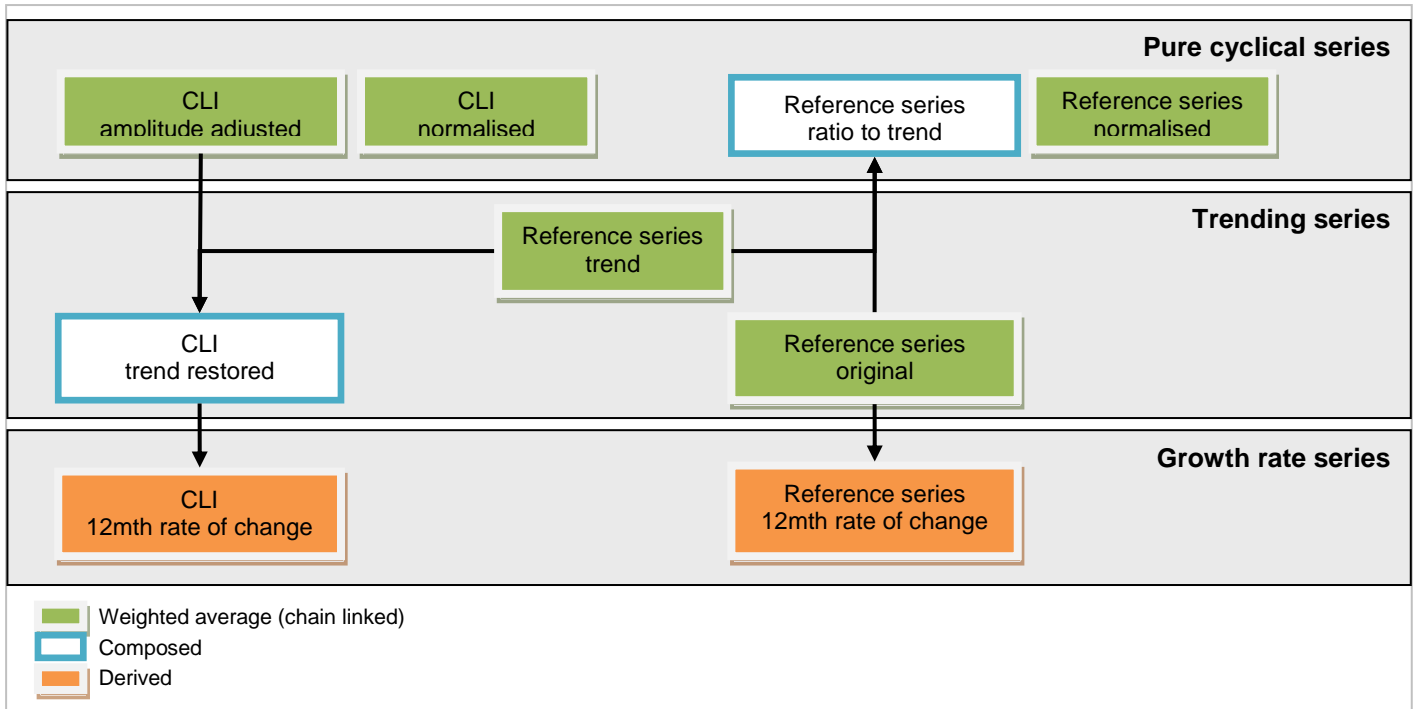 Pure cyclical series
CLI
amplitude adjusted
CLI
normalised
Reference series
ratio to trend
Reference series
normalised
Trending series
Reference series
trend
CLI
trend restored
Reference series
original
Growth rate series
CLI
12mth rate of change
Reference series
12mth rate of change
Weighted average (chain linked)
Composed
Derived